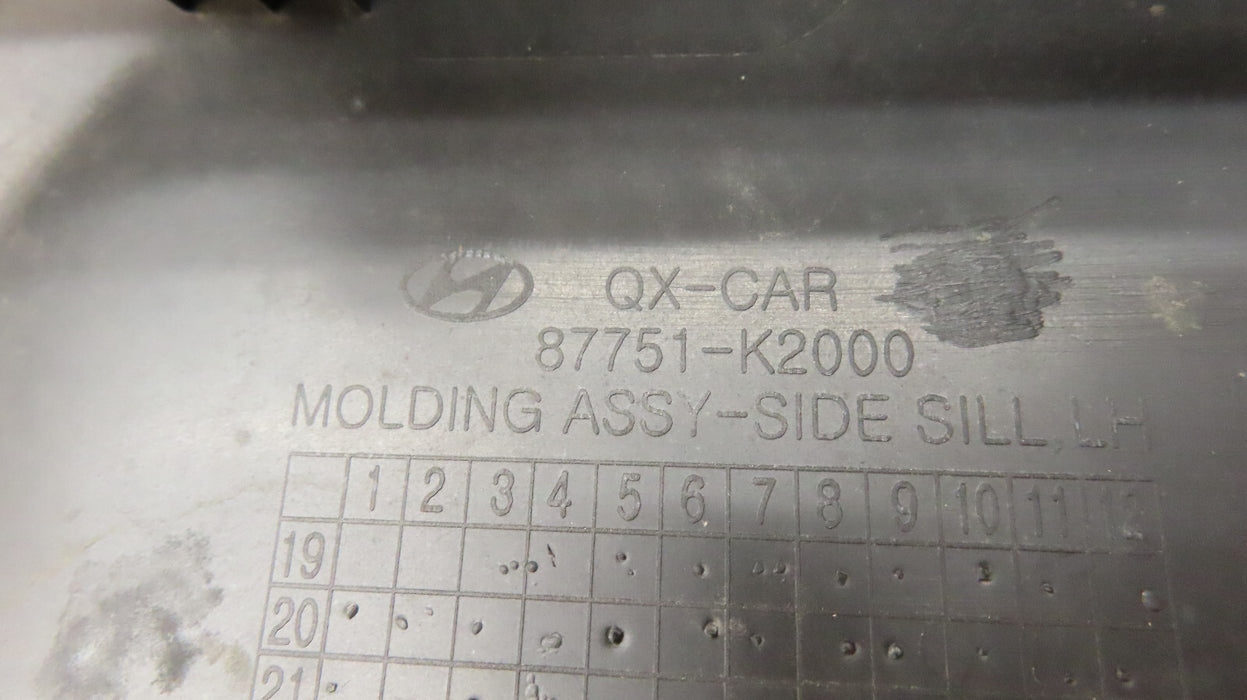 QX-CAR
87751-K2000
MOLDING ASSY-SIDE SILL,LH
1 2 3 4 5 6 7 8 9 10 11 12
19
20
21